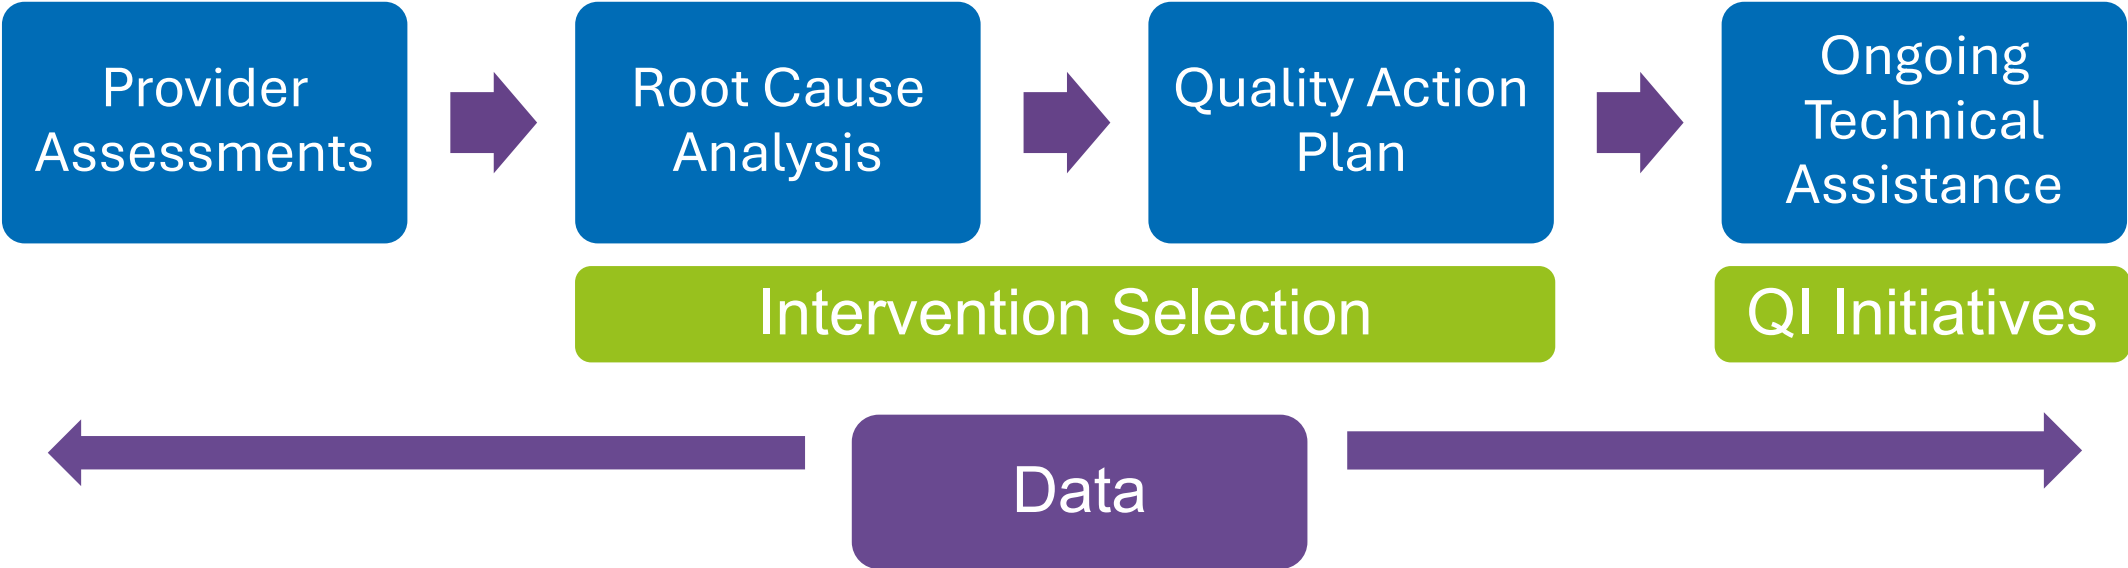 Provider
Assessments
Root Cause
Analysis
Quality Action
Plan
Ongoing
Technical
Assistance
Intervention Selection
QI Initiatives
Data